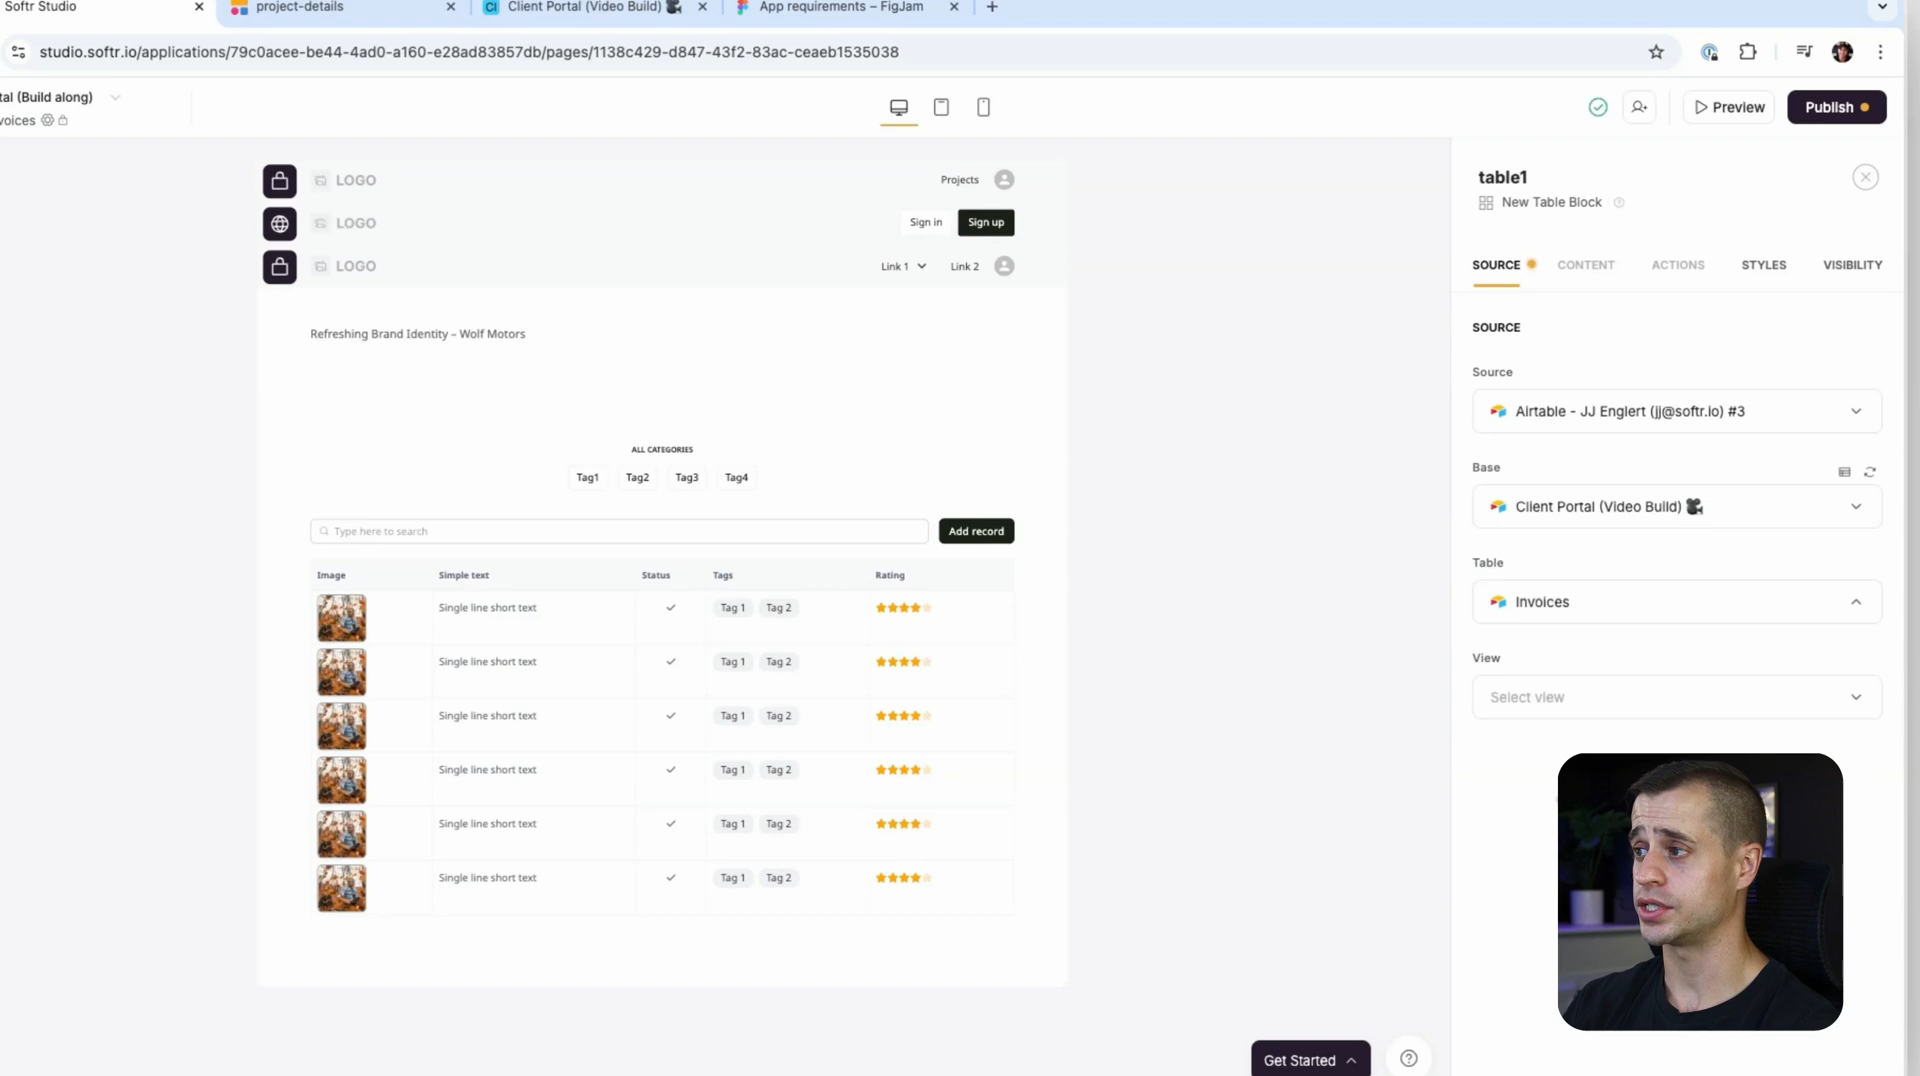 Softr Studio
project-details
CI
Client Portal (Video Build)
App requirements – FigJam
studio.softr.io/applications/79c0acee-be44-4ad0-a160-e28ad83857db/pages/1138c429-d847-43f2-83ac-ceaeb1535038
tal (Build along)
voices
Preview
Publish
LOGO
Projects
LOGO
Sign in
Sign up
LOGO
Link 1
Link 2
Refreshing Brand Identity – Wolf Motors
ALL CATEGORIES
Tag1 Tag2 Tag3 Tag4
Type here to search
Add record
Image Simple text Status Tags Rating
Single line short text Tag 1 Tag 2
Single line short text Tag 1 Tag 2
Single line short text Tag 1 Tag 2
Single line short text Tag 1 Tag 2
Single line short text Tag 1 Tag 2
Single line short text Tag 1 Tag 2
Get Started
table1
New Table Block
SOURCE CONTENT ACTIONS STYLES VISIBILITY
SOURCE
Source
Airtable - JJ Englert (jj@softr.io) #3
Base
Client Portal (Video Build)
Table
Invoices
View
Select view